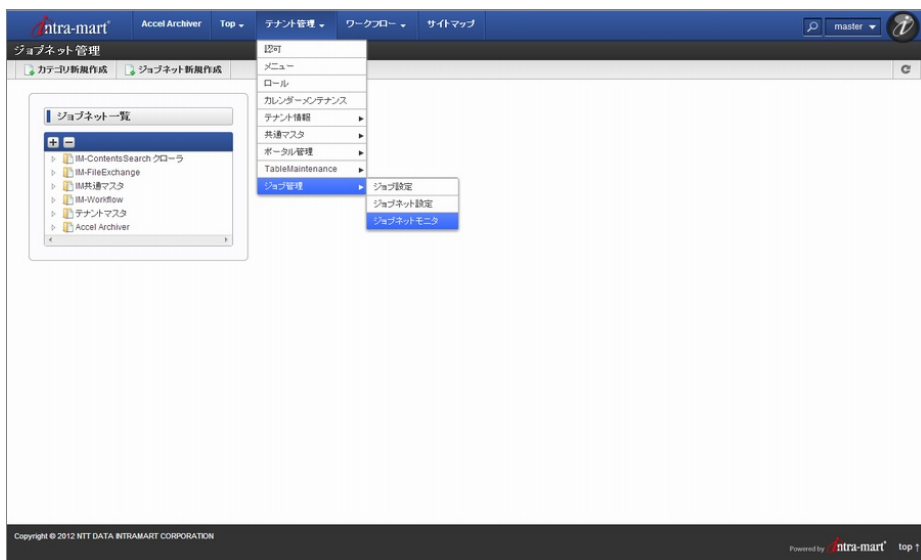 intra-mart Accel Archiver Top テナント管理 ワークフロー サイトマップ master
ジョブネット管理
カテゴリ新規作成 ジョブネット新規作成
認可
メニュー
ロール
カレンダーメンテナンス
テナント情報
共通マスタ
ポータル管理
TableMaintenance
ジョブ管理
ジョブ設定
ジョブネット設定
ジョブネットモニタ
ジョブネット一覧
IM-ContentsSearch クローラ
IM-FileExchange
IM共通マスタ
IM-Workflow
テナントマスタ
Accel Archiver
Copyright © 2012 NTT DATA INTRAMART CORPORATION
Powered by intra-mart top ↑